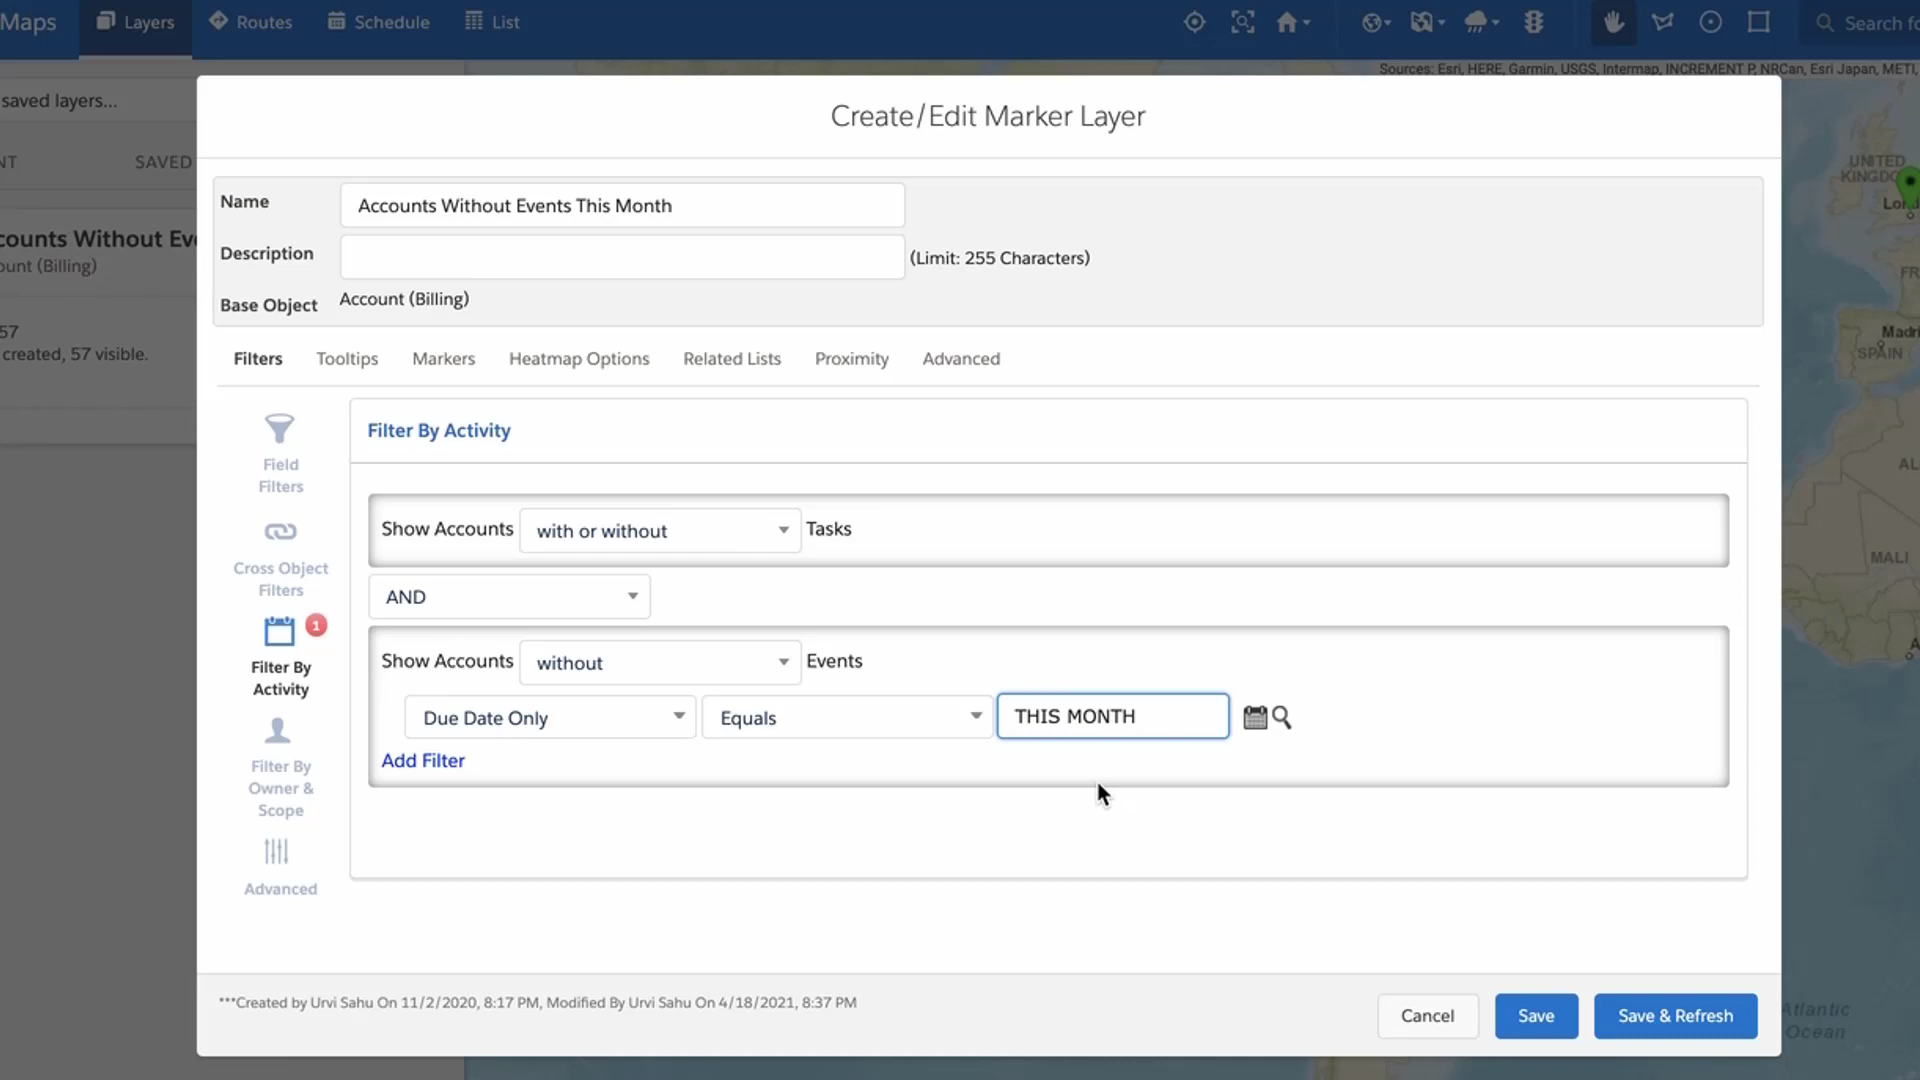 Maps
Layers
Routes
Schedule
List
Search fo
Sources: Esri, HERE, Garmin, USGS, Intermap, INCREMENT P, NRCan, Esri Japan, METI,
saved layers...
NT
SAVED
counts Without Eve
ount (Billing)
57
created, 57 visible.
Create/Edit Marker Layer
Name
Accounts Without Events This Month
Description
(Limit: 255 Characters)
Base Object
Account (Billing)
Filters
Tooltips
Markers
Heatmap Options
Related Lists
Proximity
Advanced
Field
Filters
Cross Object
Filters
1
Filter By
Activity
Filter By
Owner &
Scope
Advanced
Filter By Activity
Show Accounts with or without Tasks
AND
Show Accounts without Events
Due Date Only
Equals
THIS MONTH
Add Filter
***Created by Urvi Sahu On 11/2/2020, 8:17 PM, Modified By Urvi Sahu On 4/18/2021, 8:37 PM
Cancel
Save
Save & Refresh
UNITED
KINGDO
Lon
FR
Madri
SPAIN
AL
MALI
A
Atlantic
Ocean